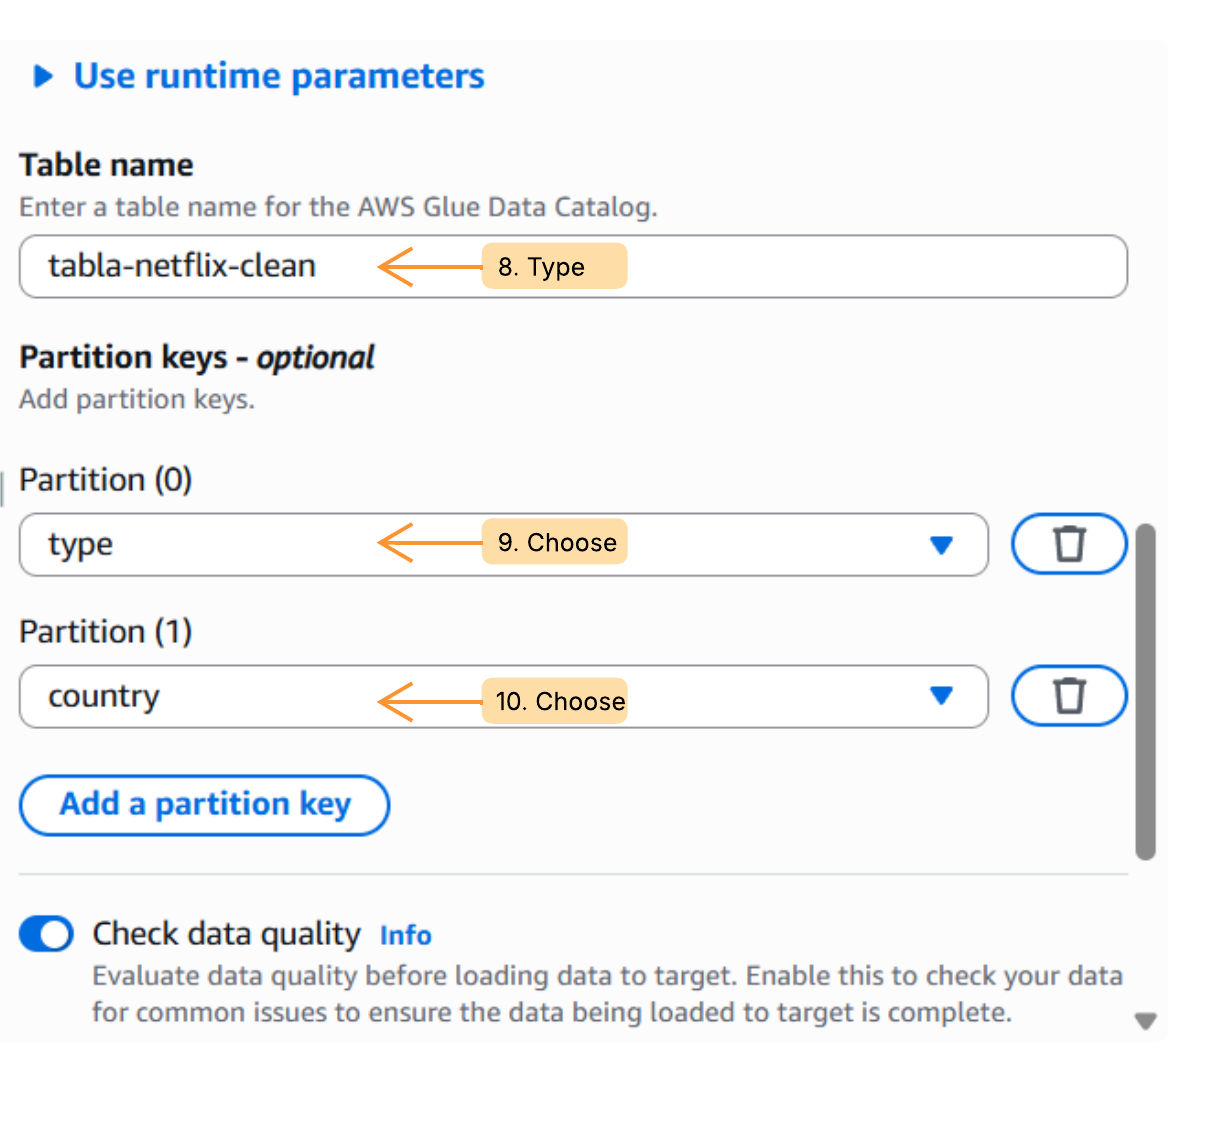 Use runtime parameters
Table name
Enter a table name for the AWS Glue Data Catalog.
tabla-netflix-clean
8. Type
Partition keys - optional
Add partition keys.
Partition (0)
type
9. Choose
Partition (1)
country
10. Choose
Add a partition key
Check data quality Info
Evaluate data quality before loading data to target. Enable this to check your data
for common issues to ensure the data being loaded to target is complete.